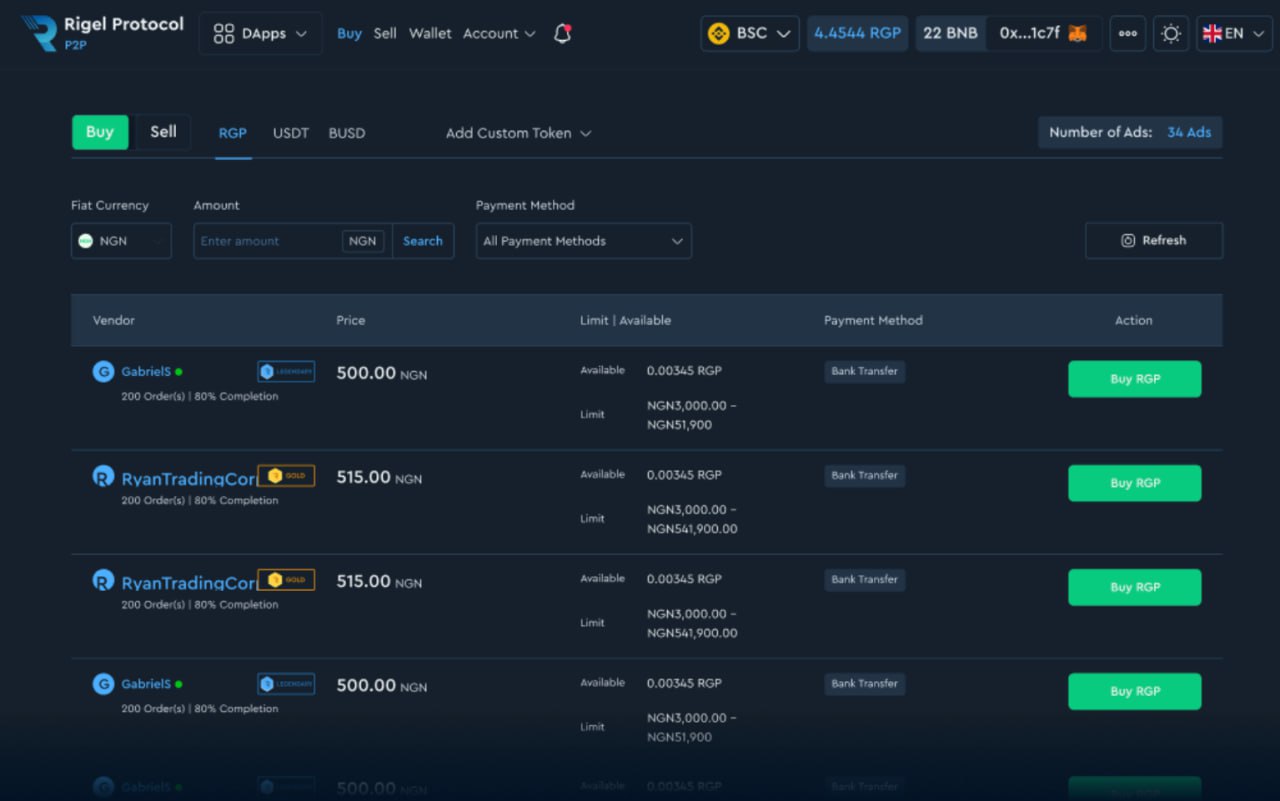 Rigel Protocol
P2P
DApps
Buy Sell Wallet Account
BSC
4.4544 RGP
22 BNB
0x...1c7f
EN
Buy
Sell
RGP
USDT
BUSD
Add Custom Token
Number of Ads: 34 Ads
Fiat Currency
Amount
Payment Method
NGN
Enter amount
NGN
Search
All Payment Methods
Refresh
Vendor Price Limit | Available Payment Method Action
GabrielS LEGENDARY 500.00 NGN Available 0.00345 RGP Bank Transfer Buy RGP
200 Order(s) | 80% Completion
Limit NGN3,000.00 – NGN51,900
RyanTradingCor GOLD 515.00 NGN Available 0.00345 RGP Bank Transfer Buy RGP
200 Order(s) | 80% Completion
Limit NGN3,000.00 – NGN541,900.00
RyanTradingCor GOLD 515.00 NGN Available 0.00345 RGP Bank Transfer Buy RGP
200 Order(s) | 80% Completion
Limit NGN3,000.00 – NGN541,900.00
GabrielS LEGENDARY 500.00 NGN Available 0.00345 RGP Bank Transfer Buy RGP
200 Order(s) | 80% Completion
Limit NGN3,000.00 – NGN51,900
GabrielS 500.00 NGN Available 0.00345 RGP Bank Transfer Buy RGP